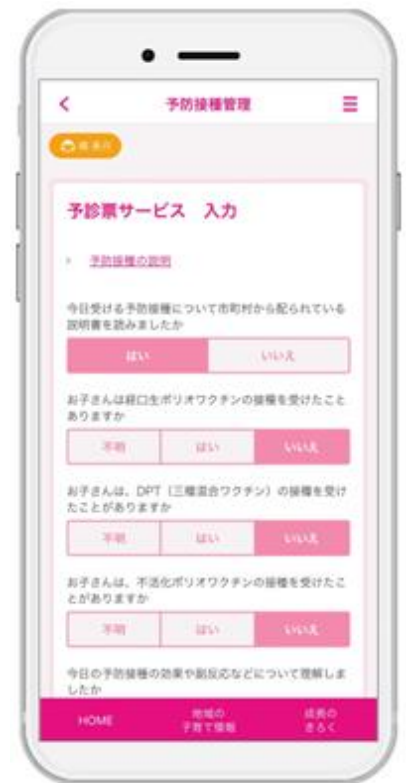 予防接種管理
予診票サービス 入力
予防接種の説明
今日受ける予防接種について市町村から配られている
説明書を読みましたか
はい いいえ
お子さんは経口生ポリオワクチンの接種を受けたこと
ありますか
不明 はい いいえ
お子さんは、DPT（三種混合ワクチン）の接種を受け
たことがありますか
不明 はい いいえ
お子さんは、不活化ポリオワクチンの接種を受けたこ
とがありますか
不明 はい いいえ
今日の予防接種の効果や副反応などについて理解しま
したか
HOME 地域の 成長の
子育て情報 きろく